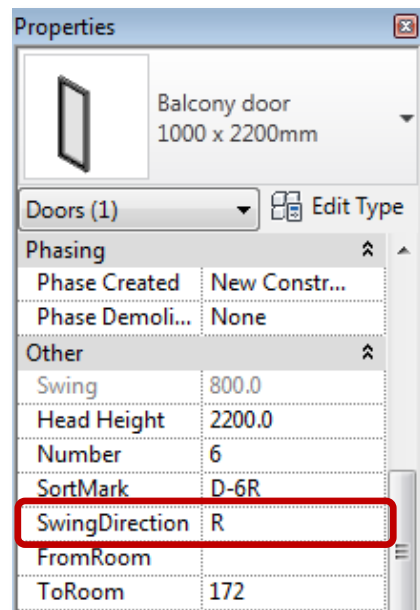 Properties
Balcony door
1000 x 2200mm
Doors (1) Edit Type
Phasing
Phase Created New Constr...
Phase Demoli... None
Other
Swing 800.0
Head Height 2200.0
Number 6
SortMark D-6R
SwingDirection R
FromRoom
ToRoom 172